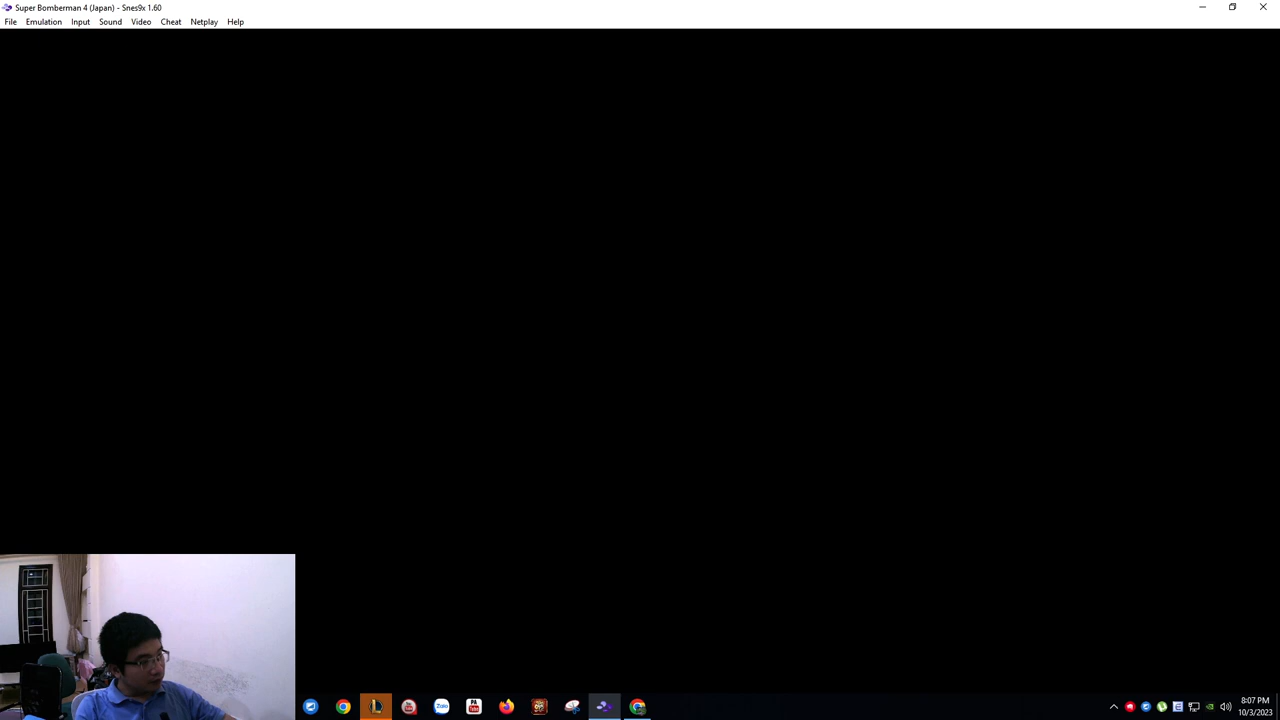 Super Bomberman 4 (Japan) - Snes9x 1.60
File Emulation Input Sound Video Cheat Netplay Help
Zalo
8:07 PM
10/3/2023